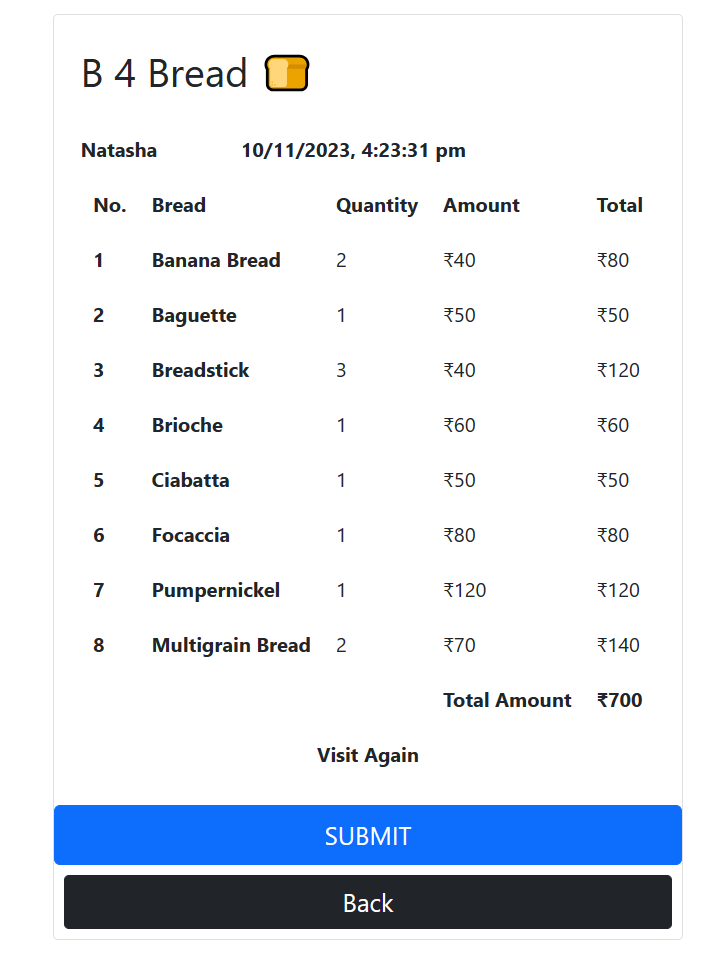 B 4 Bread
Natasha 10/11/2023, 4:23:31 pm
No. Bread Quantity Amount Total
1 Banana Bread 2 ₹40 ₹80
2 Baguette 1 ₹50 ₹50
3 Breadstick 3 ₹40 ₹120
4 Brioche 1 ₹60 ₹60
5 Ciabatta 1 ₹50 ₹50
6 Focaccia 1 ₹80 ₹80
7 Pumpernickel 1 ₹120 ₹120
8 Multigrain Bread 2 ₹70 ₹140
Total Amount ₹700
Visit Again
SUBMIT
Back